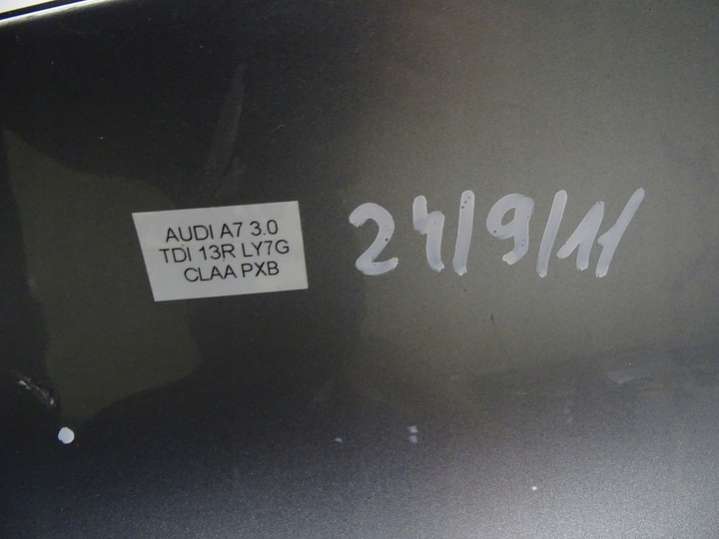 AUDI A7 3.0
TDI 13R LY7G
CLAA PXB
24/9/11